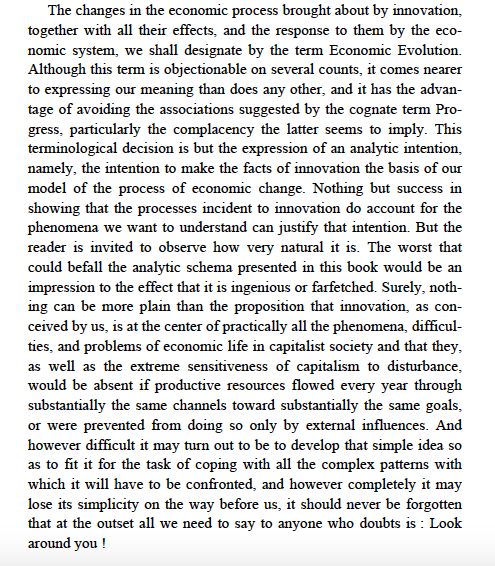 The changes in the economic process brought about by innovation,
together with all their effects, and the response to them by the eco-
nomic system, we shall designate by the term Economic Evolution.
Although this term is objectionable on several counts, it comes nearer
to expressing our meaning than does any other, and it has the advan-
tage of avoiding the associations suggested by the cognate term Pro-
gress, particularly the complacency the latter seems to imply. This
terminological decision is but the expression of an analytic intention,
namely, the intention to make the facts of innovation the basis of our
model of the process of economic change. Nothing but success in
showing that the processes incident to innovation do account for the
phenomena we want to understand can justify that intention. But the
reader is invited to observe how very natural it is. The worst that
could befall the analytic schema presented in this book would be an
impression to the effect that it is ingenious or farfetched. Surely, noth-
ing can be more plain than the proposition that innovation, as con-
ceived by us, is at the center of practically all the phenomena, difficul-
ties, and problems of economic life in capitalist society and that they,
as well as the extreme sensitiveness of capitalism to disturbance,
would be absent if productive resources flowed every year through
substantially the same channels toward substantially the same goals,
or were prevented from doing so only by external influences. And
however difficult it may turn out to be to develop that simple idea so
as to fit it for the task of coping with all the complex patterns with
which it will have to be confronted, and however completely it may
lose its simplicity on the way before us, it should never be forgotten
that at the outset all we need to say to anyone who doubts is : Look
around you !